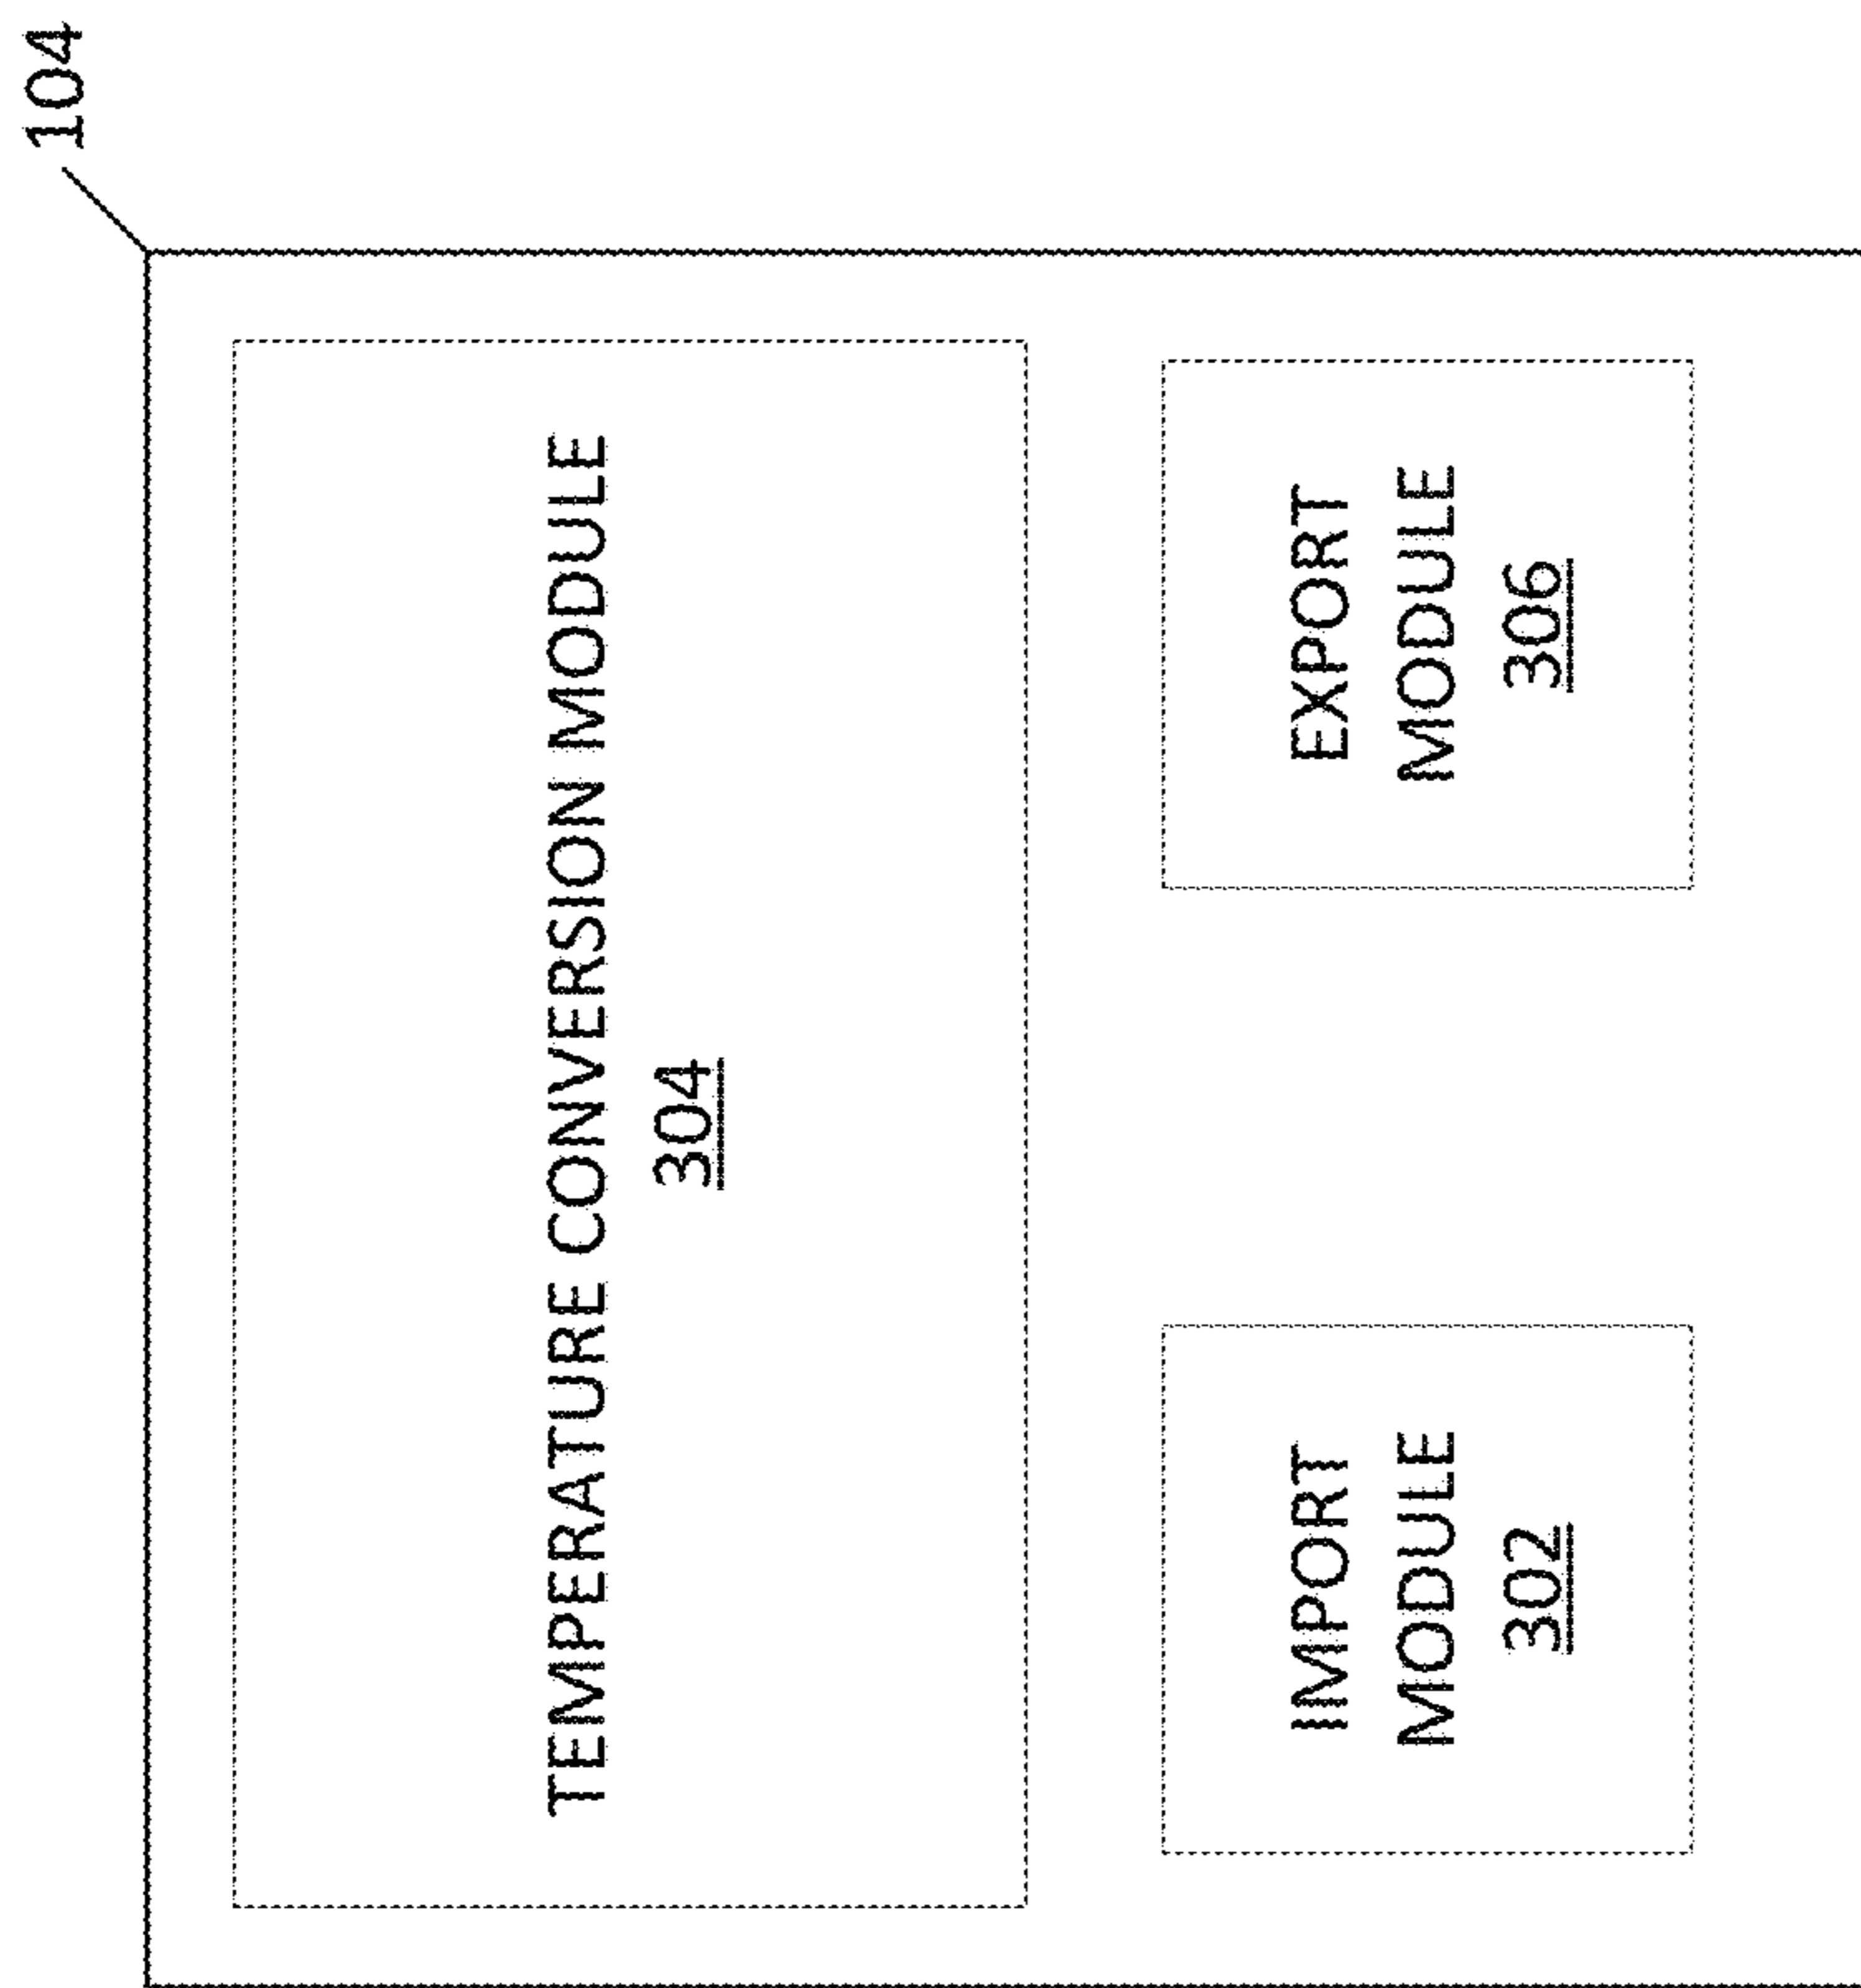 104
TEMPERATURE CONVERSION MODULE
304
IMPORT
MODULE
302
EXPORT
MODULE
306